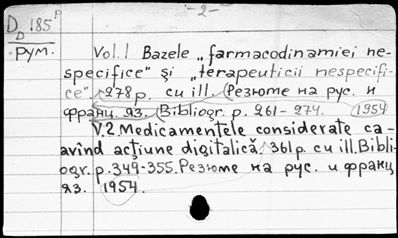 - 2 -
D 185 P
D
рум.
Vol.I Bazele „farmacodinamiei ne-
specifice" şi „terapeuticii nespecifi-
ce" 278 p. cu ill. (Резюме на рус. и
франц. яз. Bibliogr. p. 261-274. 1954
V.2 Medicamentele considerate ca-
avînd acţiune digitalică. 361 p. cu ill. Bibli-
ogr. p. 349-355. Резюме на рус. и франц
яз. 1954.